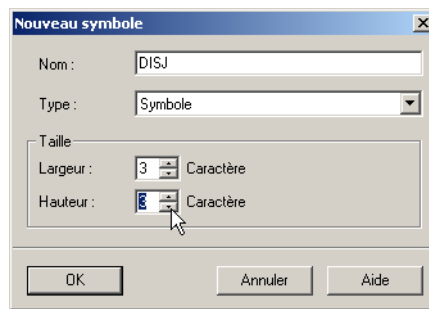 Nouveau symbole
Nom : DISJ
Type : Symbole
Taille
Largeur : 3 Caractère
Hauteur : 3 Caractère
OK Annuler Aide